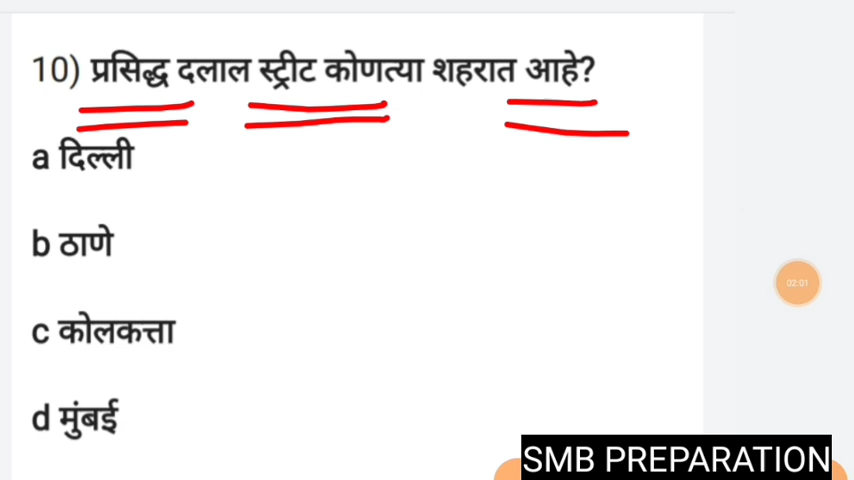 10) प्रसिद्ध दलाल स्ट्रीट कोणत्या शहरात आहे?
a दिल्ली
b ठाणे
c कोलकत्ता
d मुंबई
02:01
SMB PREPARATION